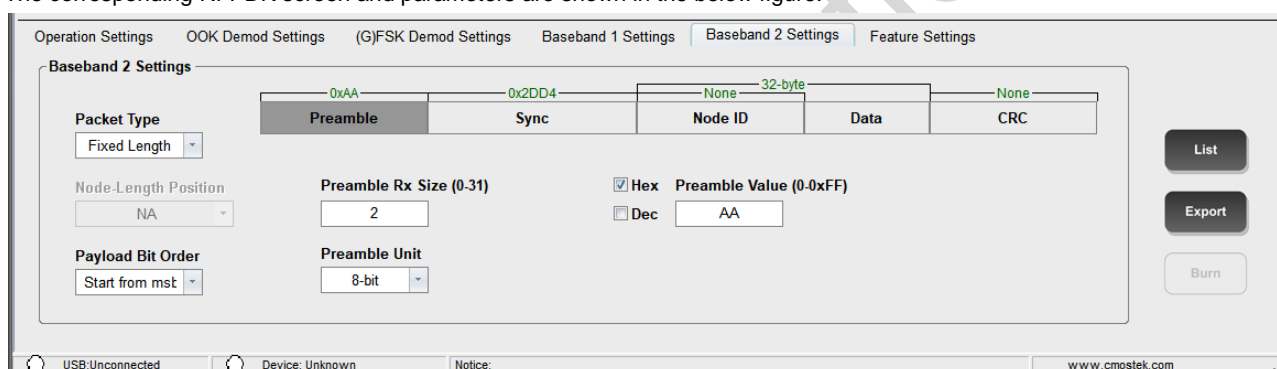 Operation Settings OOK Demod Settings (G)FSK Demod Settings Baseband 1 Settings Baseband 2 Settings Feature Settings
Baseband 2 Settings
32-byte
0xAA 0x2DD4 None None
Packet Type Preamble Sync Node ID Data CRC
Fixed Length
List
Node-Length Position Preamble Rx Size (0-31) Hex Preamble Value (0-0xFF)
NA 2 Dec AA
Export
Payload Bit Order Preamble Unit
Start from msb 8-bit
Burn
USB:Unconnected Device: Unknown Notice: www.cmostek.com